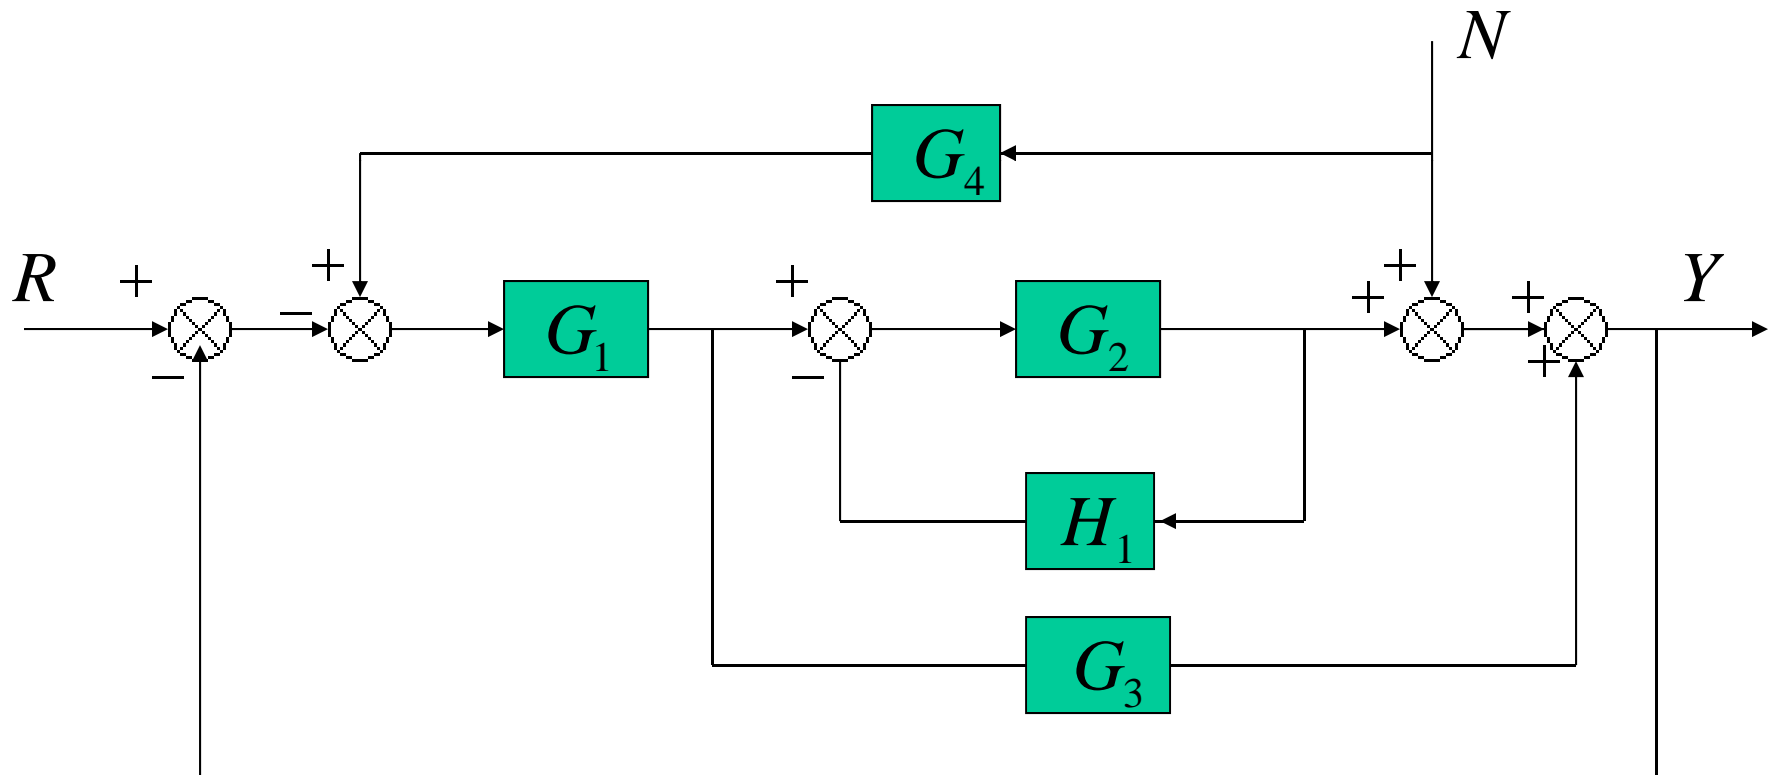 N
G4
+ + +
R + Y
+ +
−
G1 G2
− − +
H1
G3